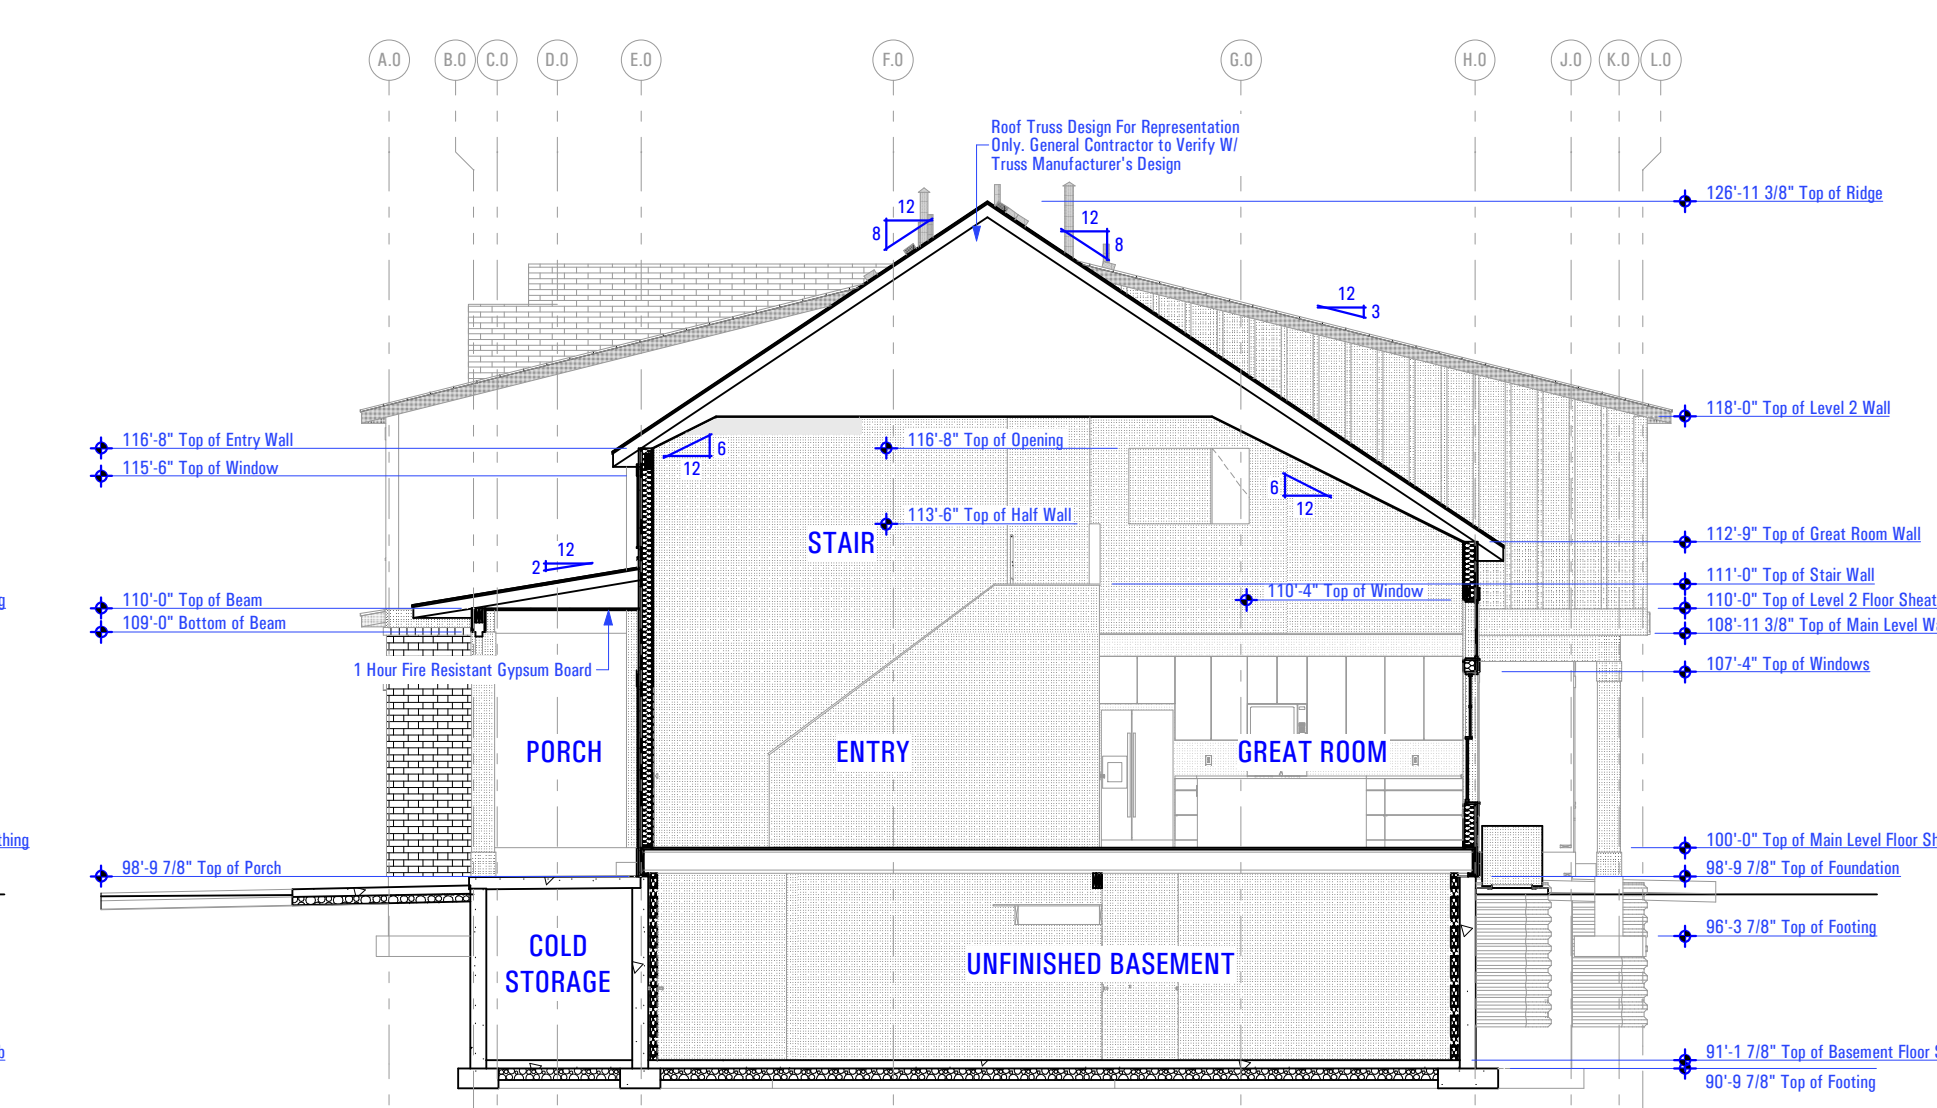 A.0 B.0 C.0 D.0 E.0 F.0 G.0 H.0 J.0 K.0 L.0
Roof Truss Design For Representation
Only. General Contractor to Verify W/
Truss Manufacturer's Design
126'-11 3/8" Top of Ridge
12
8
12
8
12
3
118'-0" Top of Level 2 Wall
116'-8" Top of Entry Wall
116'-8" Top of Opening
6
12
115'-6" Top of Window
6
12
113'-6" Top of Half Wall
STAIR
112'-9" Top of Great Room Wall
12
2
111'-0" Top of Stair Wall
110'-4" Top of Window
110'-0" Top of Beam
110'-0" Top of Level 2 Floor Sheat
g
109'-0" Bottom of Beam
108'-11 3/8" Top of Main Level Wa
1 Hour Fire Resistant Gypsum Board
107'-4" Top of Windows
PORCH
ENTRY
GREAT ROOM
thing
100'-0" Top of Main Level Floor Sh
98'-9 7/8" Top of Porch
98'-9 7/8" Top of Foundation
96'-3 7/8" Top of Footing
COLD
STORAGE
UNFINISHED BASEMENT
91'-1 7/8" Top of Basement Floor S
90'-9 7/8" Top of Footing